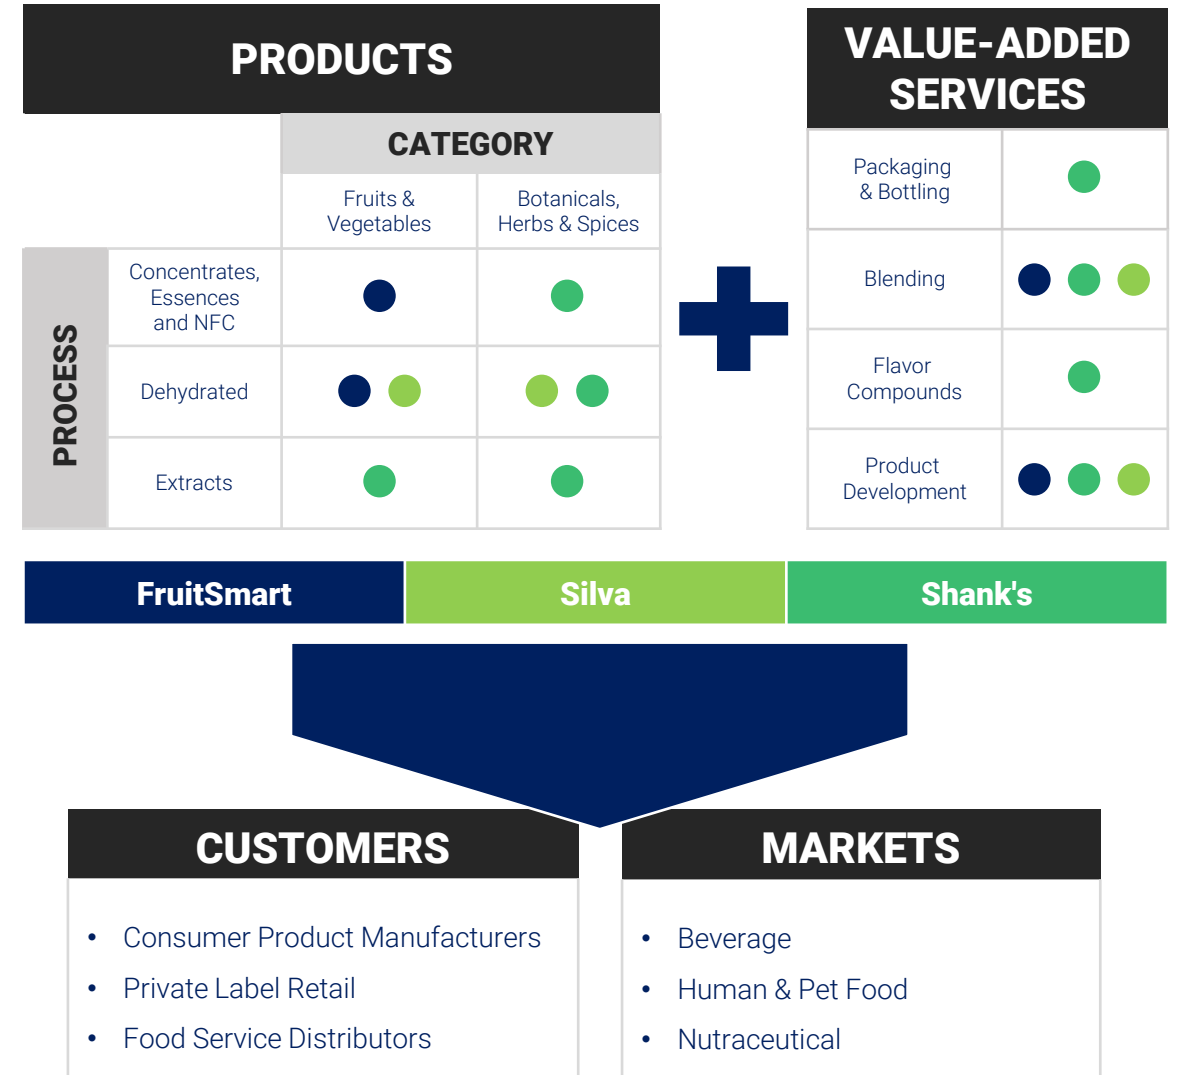 PRODUCTS
CATEGORY
Fruits &
Vegetables
Botanicals,
Herbs & Spices
PROCESS
Concentrates,
Essences
and NFC
Dehydrated
Extracts
VALUE-ADDED
SERVICES
Packaging
& Bottling
Blending
Flavor
Compounds
Product
Development
FruitSmart
Silva
Shank's
CUSTOMERS
• Consumer Product Manufacturers
• Private Label Retail
• Food Service Distributors
MARKETS
• Beverage
• Human & Pet Food
• Nutraceutical